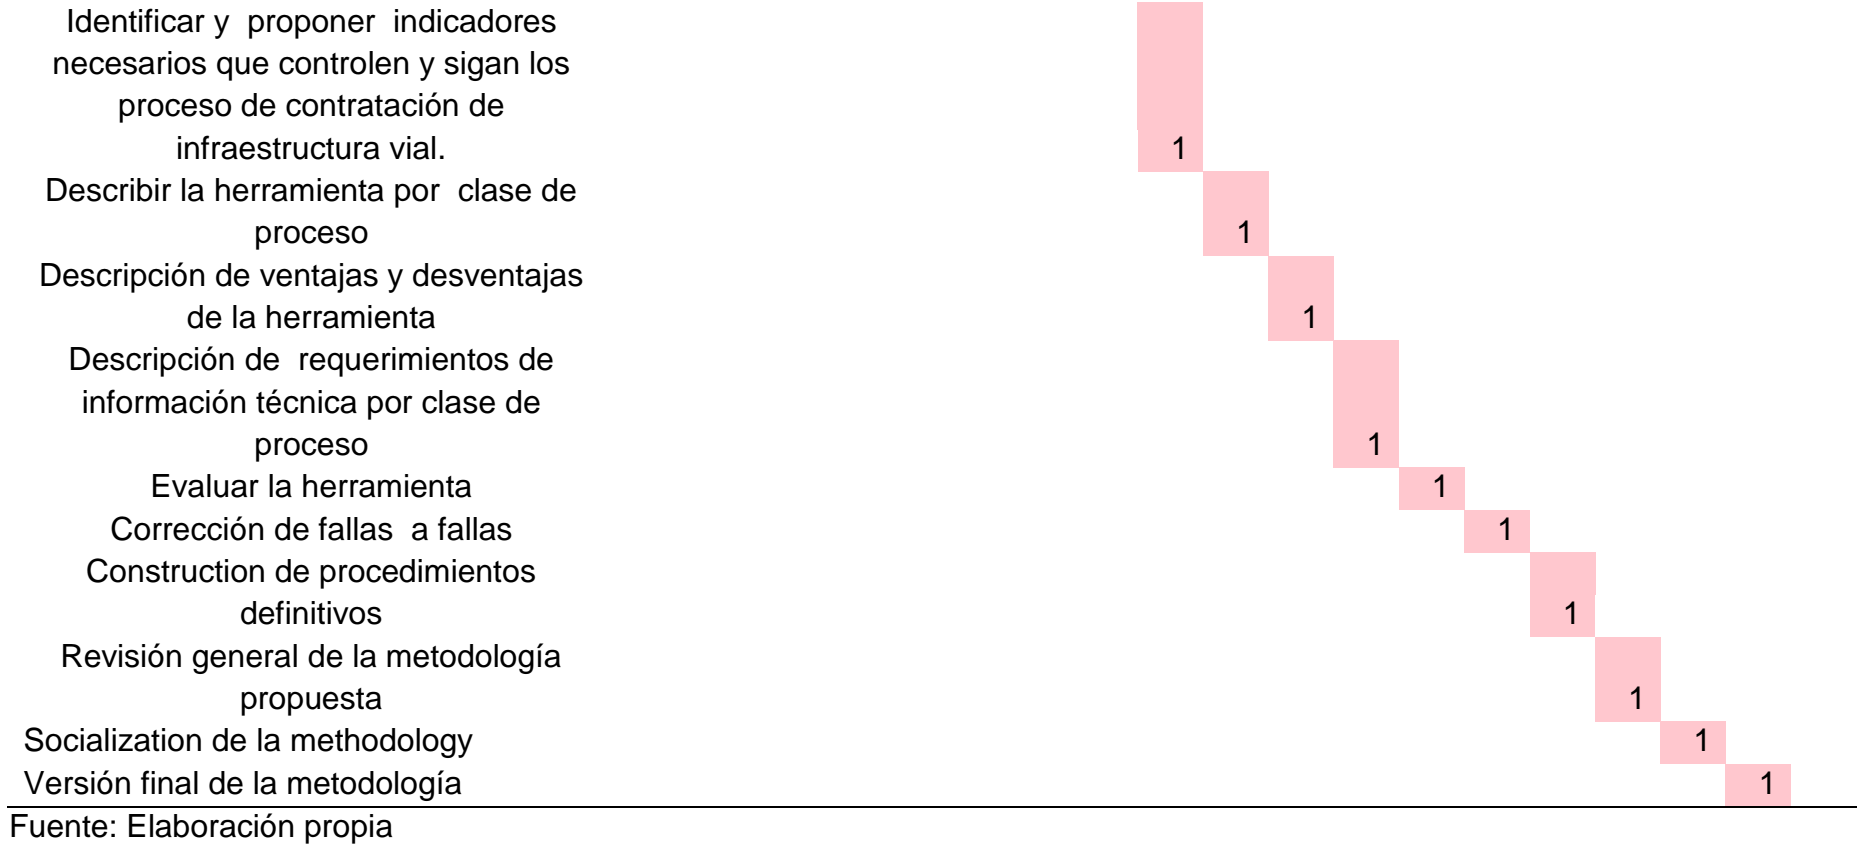 Identificar y  proponer  indicadores
necesarios que controlen y sigan los
proceso de contratación de
infraestructura vial. 1
Describir la herramienta por  clase de
proceso 1
Descripción de ventajas y desventajas
de la herramienta 1
Descripción de  requerimientos de
información técnica por clase de
proceso 1
Evaluar la herramienta 1
Corrección de fallas  a fallas 1
Construction de procedimientos
definitivos 1
Revisión general de la metodología
propuesta 1
Socialization de la methodology 1
Versión final de la metodología 1
Fuente: Elaboración propia